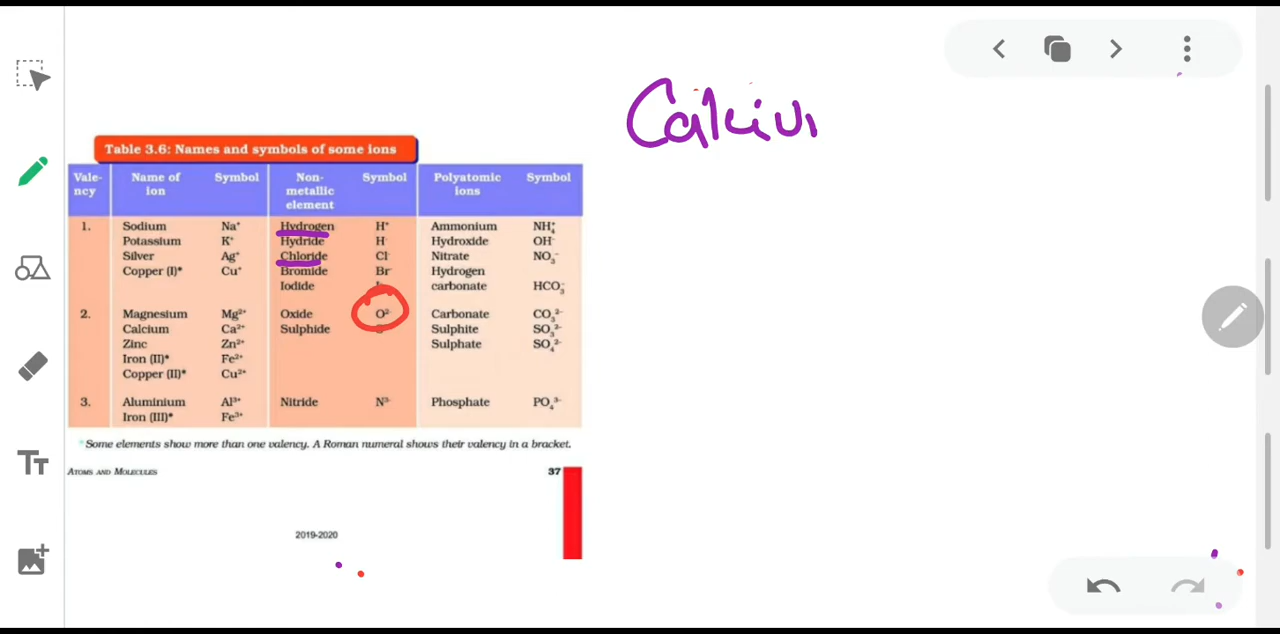 Calciu
Table 3.6: Names and symbols of some ions
Vale-ncy Name of ion Symbol Non-metallic element Symbol Polyatomic ions Symbol
1. Sodium Na⁺ Hydrogen H⁺ Ammonium NH₄⁺
Potassium K⁺ Hydride H⁻ Hydroxide OH⁻
Silver Ag⁺ Chloride Cl⁻ Nitrate NO₃⁻
Copper (I)* Cu⁺ Bromide Br⁻ Hydrogen
Iodide carbonate HCO₃⁻
2. Magnesium Mg²⁺ Oxide O²⁻ Carbonate CO₃²⁻
Calcium Ca²⁺ Sulphide Sulphite SO₃²⁻
Zinc Zn²⁺ Sulphate SO₄²⁻
Iron (II)* Fe²⁺
Copper (II)* Cu²⁺
3. Aluminium Al³⁺ Nitride N³⁻ Phosphate PO₄³⁻
Iron (III)* Fe³⁺
* Some elements show more than one valency. A Roman numeral shows their valency in a bracket.
Atoms and Molecules 37
2019-2020
TT